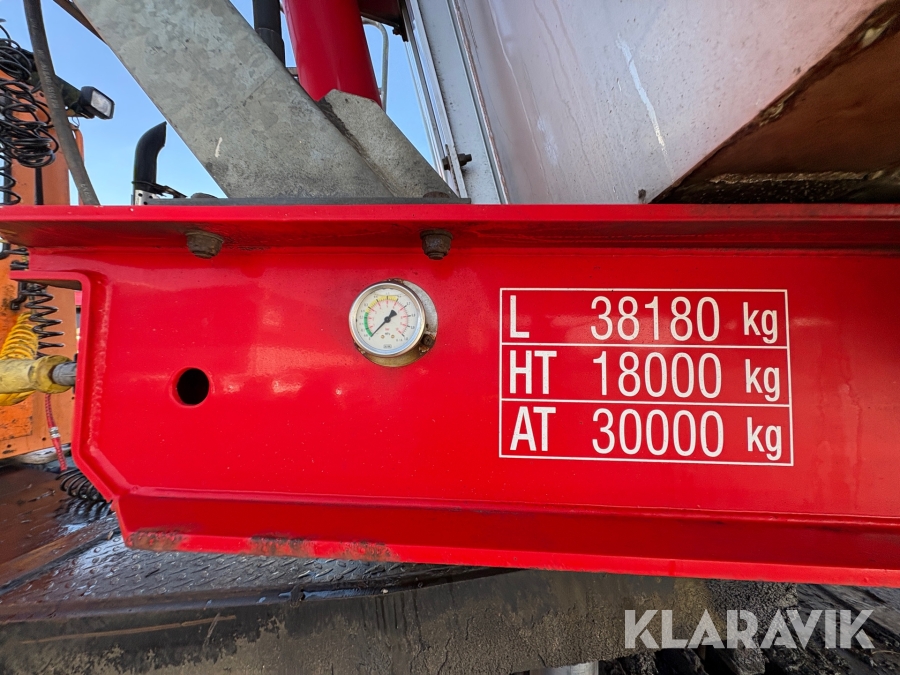 L 38180 kg
HT 18000 kg
AT 30000 kg
KLARAVIK